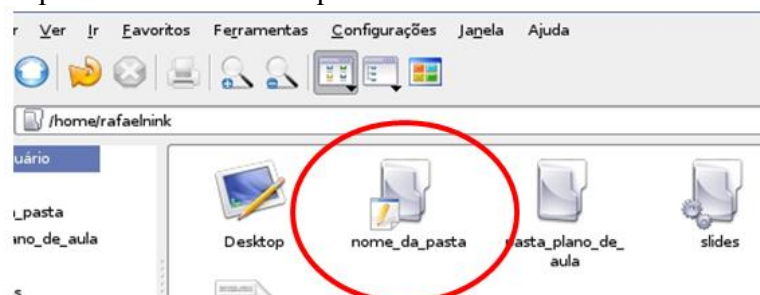 r Ver Ir Favoritos Ferramentas Configurações Janela Ajuda
/home/rafaelnink
uário
_pasta
ano_de_aula
Desktop
nome_da_pasta
pasta_plano_de_
aula
slides
s